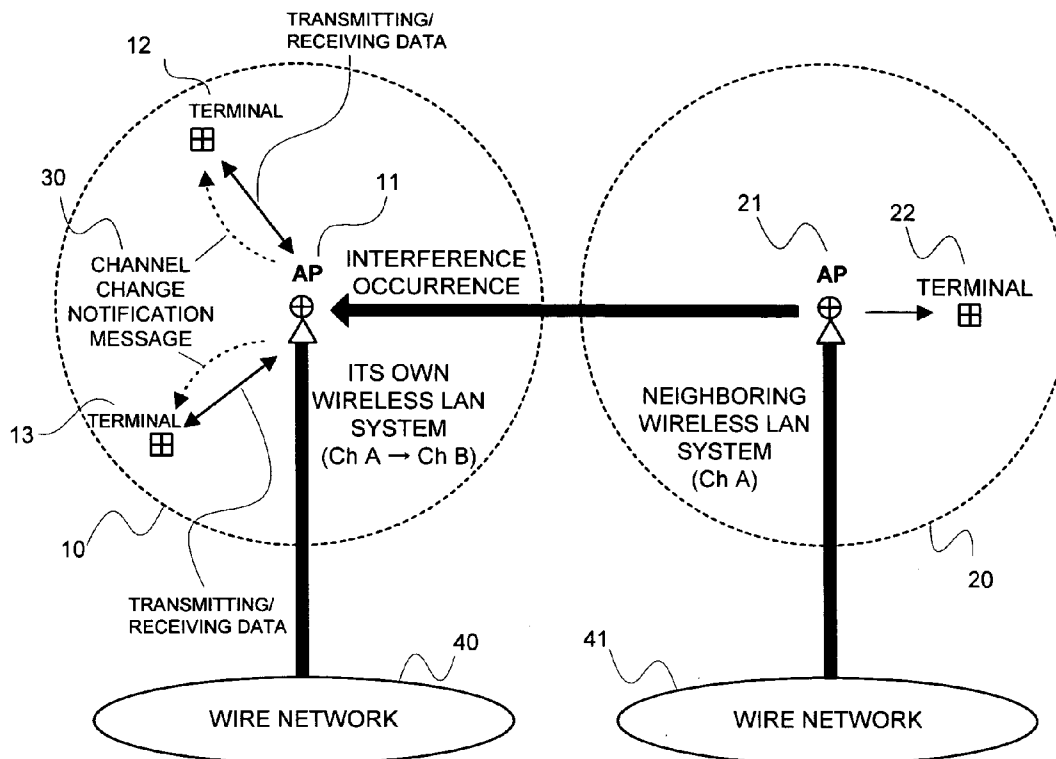 TRANSMITTING/
RECEIVING DATA
12
TERMINAL
30
CHANNEL
CHANGE
NOTIFICATION
MESSAGE
11
AP
INTERFERENCE
OCCURRENCE
21
AP
22
TERMINAL
ITS OWN
WIRELESS LAN
SYSTEM
(Ch A → Ch B)
NEIGHBORING
WIRELESS LAN
SYSTEM
(Ch A)
13
TERMINAL
10
20
TRANSMITTING/
RECEIVING DATA
40
WIRE NETWORK
41
WIRE NETWORK